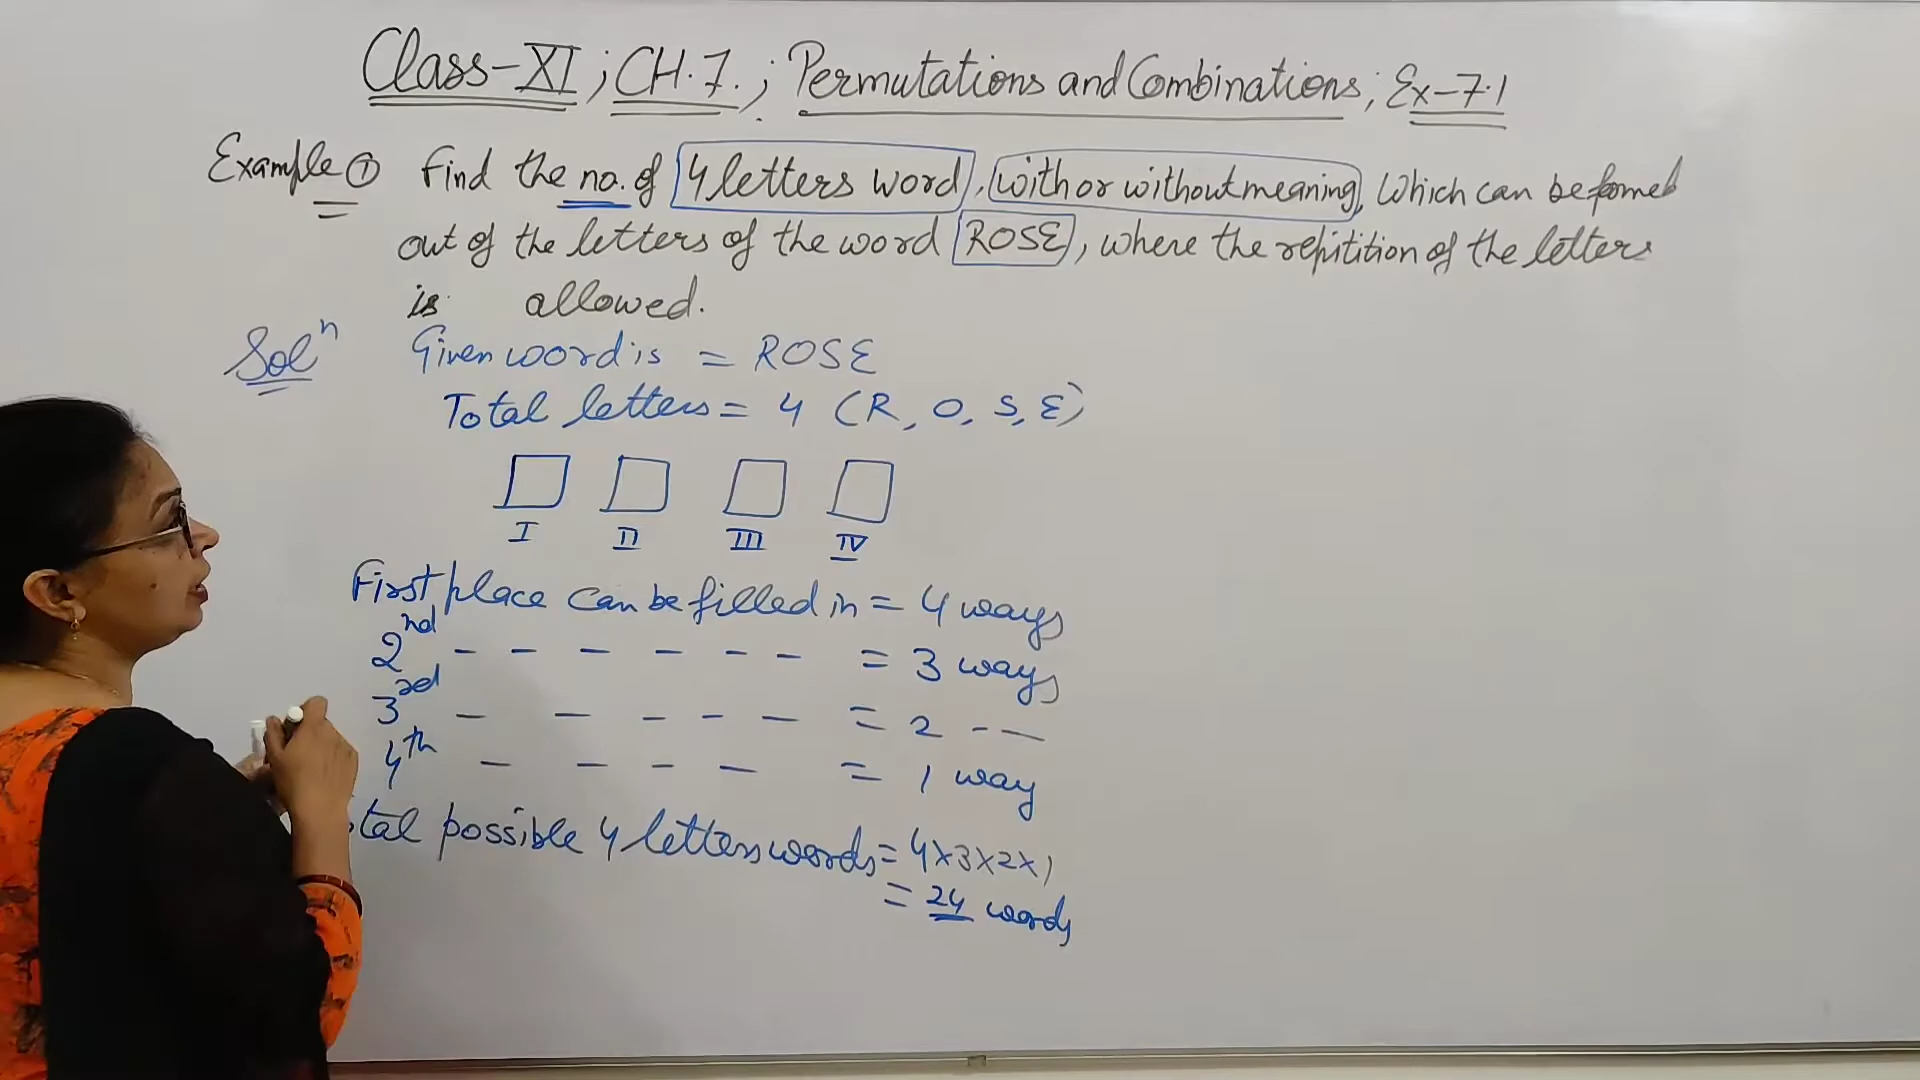 Class-XI ; CH.7. ; Permutations and Combinations ; Ex-7.1
Example ① Find the no. of 4 letters word, with or without meaning, Which can be formed
out of the letters of the word ROSE, where the repitition of the letters
is allowed.
Solⁿ Given word is = ROSE
Total letters = 4 (R, O, S, E)
I II III IV
First place can be filled in = 4 ways
2nd - - - - - - = 3 ways
3rd - - - - - = 2 - -
4th - - - - = 1 way
tal possible 4 letters words = 4×3×2×1
= 24 words